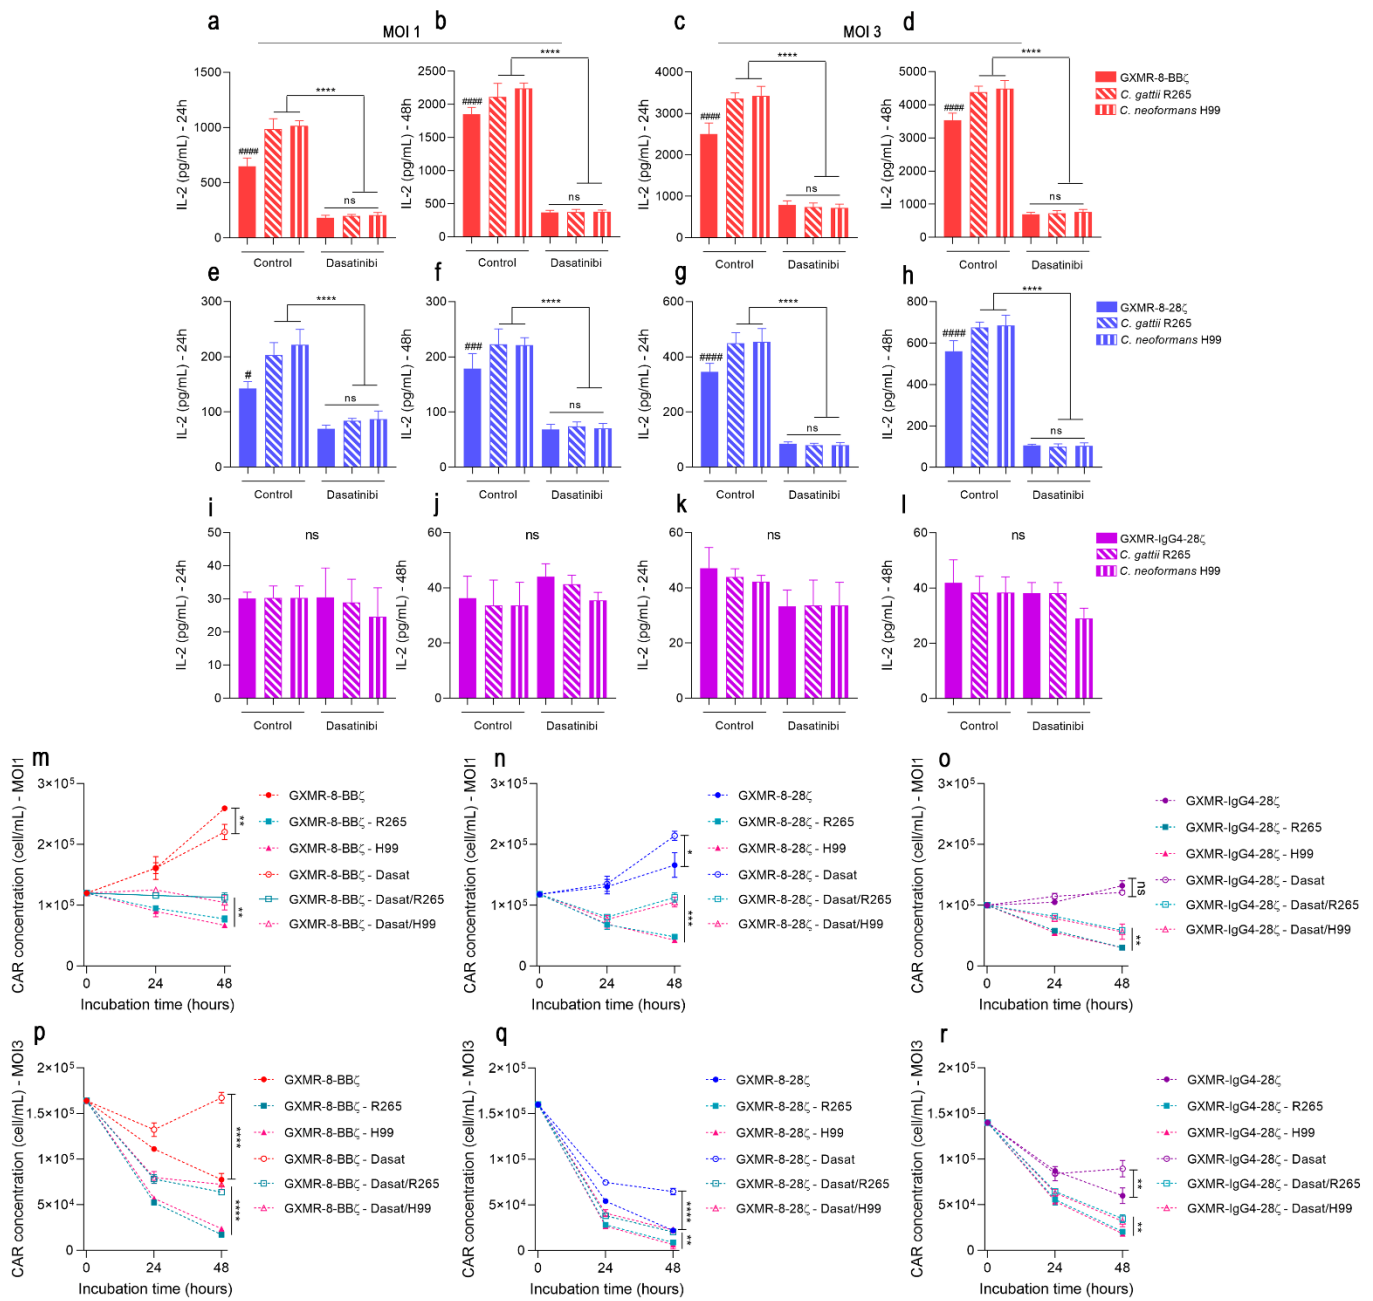 a
b
c
d
MOI 1
MOI 3
IL-2 (pg/mL) - 24h
1500
1000
500
0
####
****
ns
Control
Dasatinibi
IL-2 (pg/mL) - 48h
2500
2000
1500
1000
500
0
####
****
ns
Control
Dasatinibi
IL-2 (pg/mL) - 24h
4000
3000
2000
1000
0
####
****
ns
Control
Dasatinibi
IL-2 (pg/mL) - 48h
5000
4000
3000
2000
1000
0
####
****
ns
Control
Dasatinibi
GXMR-8-BBζ
C. gattii R265
C. neoformans H99
e
f
g
h
IL-2 (pg/mL) - 24h
300
200
100
0
#
****
ns
Control
Dasatinibi
IL-2 (pg/mL) - 48h
300
200
100
0
###
****
ns
Control
Dasatinibi
IL-2 (pg/mL) - 24h
600
400
200
0
####
****
ns
Control
Dasatinibi
IL-2 (pg/mL) - 48h
800
600
400
200
0
####
****
ns
Control
Dasatinibi
GXMR-8-28ζ
C. gattii R265
C. neoformans H99
i
j
k
l
IL-2 (pg/mL) - 24h
50
40
30
20
10
0
ns
Control
Dasatinibi
IL-2 (pg/mL) - 48h
60
40
20
0
ns
Control
Dasatinibi
IL-2 (pg/mL) - 24h
60
40
20
0
ns
Control
Dasatinibi
IL-2 (pg/mL) - 48h
60
40
20
0
ns
Control
Dasatinibi
GXMR-IgG4-28ζ
C. gattii R265
C. neoformans H99
m
CAR concentration (cell/mL) - MOI1
3×10⁵
2×10⁵
1×10⁵
0
0
24
48
Incubation time (hours)
**
**
GXMR-8-BBζ
GXMR-8-BBζ - R265
GXMR-8-BBζ - H99
GXMR-8-BBζ - Dasat
GXMR-8-BBζ - Dasat/R265
GXMR-8-BBζ - Dasat/H99
n
CAR concentration (cell/mL) - MOI1
3×10⁵
2×10⁵
1×10⁵
0
0
24
48
Incubation time (hours)
*
***
GXMR-8-28ζ
GXMR-8-28ζ - R265
GXMR-8-28ζ - H99
GXMR-8-28ζ - Dasat
GXMR-8-28ζ - Dasat/R265
GXMR-8-28ζ - Dasat/H99
o
CAR concentration (cell/mL) - MOI1
3×10⁵
2×10⁵
1×10⁵
0
0
24
48
Incubation time (hours)
ns
**
GXMR-IgG4-28ζ
GXMR-IgG4-28ζ - R265
GXMR-IgG4-28ζ - H99
GXMR-IgG4-28ζ - Dasat
GXMR-IgG4-28ζ - Dasat/R265
GXMR-IgG4-28ζ - Dasat/H99
p
CAR concentration (cell/mL) - MOI3
2×10⁵
2×10⁵
1×10⁵
5×10⁴
0
0
24
48
Incubation time (hours)
****
****
GXMR-8-BBζ
GXMR-8-BBζ - R265
GXMR-8-BBζ - H99
GXMR-8-BBζ - Dasat
GXMR-8-BBζ - Dasat/R265
GXMR-8-BBζ - Dasat/H99
q
CAR concentration (cell/mL) - MOI3
2×10⁵
2×10⁵
1×10⁵
5×10⁴
0
0
24
48
Incubation time (hours)
****
**
GXMR-8-28ζ
GXMR-8-28ζ - R265
GXMR-8-28ζ - H99
GXMR-8-28ζ - Dasat
GXMR-8-28ζ - Dasat/R265
GXMR-8-28ζ - Dasat/H99
r
CAR concentration (cell/mL) - MOI3
2×10⁵
2×10⁵
1×10⁵
5×10⁴
0
0
24
48
Incubation time (hours)
**
**
GXMR-IgG4-28ζ
GXMR-IgG4-28ζ - R265
GXMR-IgG4-28ζ - H99
GXMR-IgG4-28ζ - Dasat
GXMR-IgG4-28ζ - Dasat/R265
GXMR-IgG4-28ζ - Dasat/H99